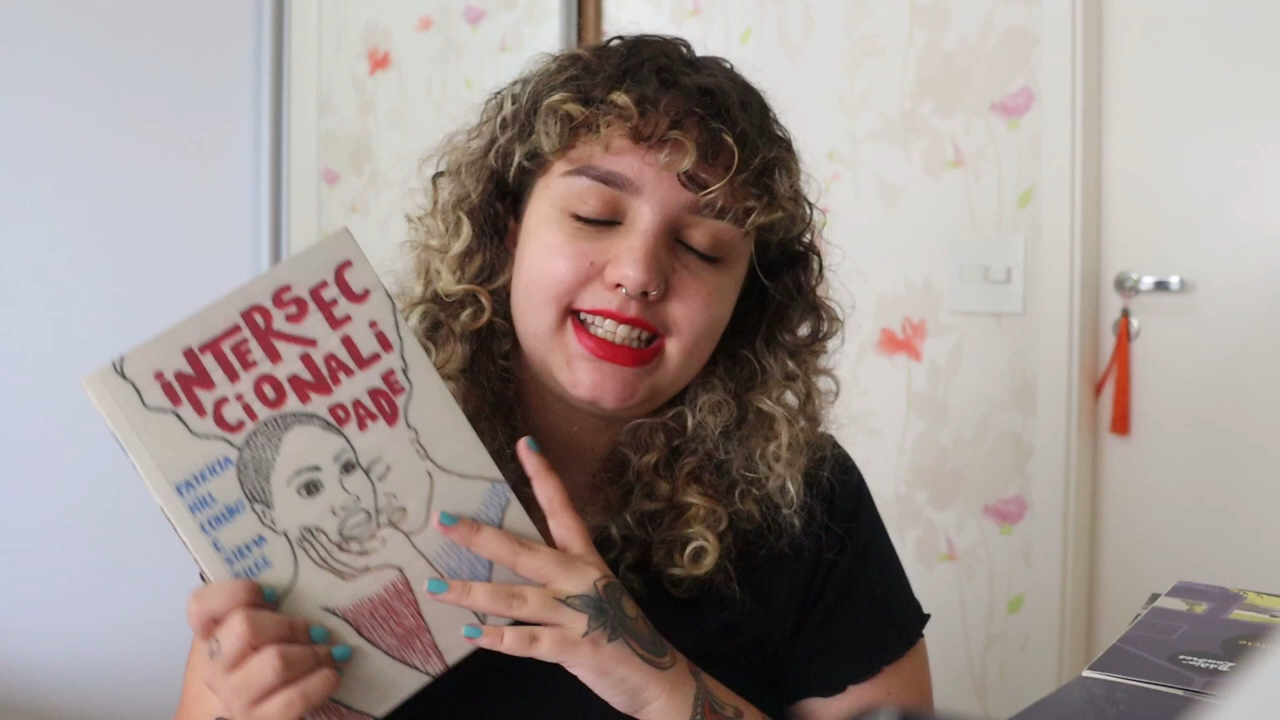 INTERSEC
CIONALI
DADE
PATRICIA
HILL
COLLINS
E
SIRMA
BILGE